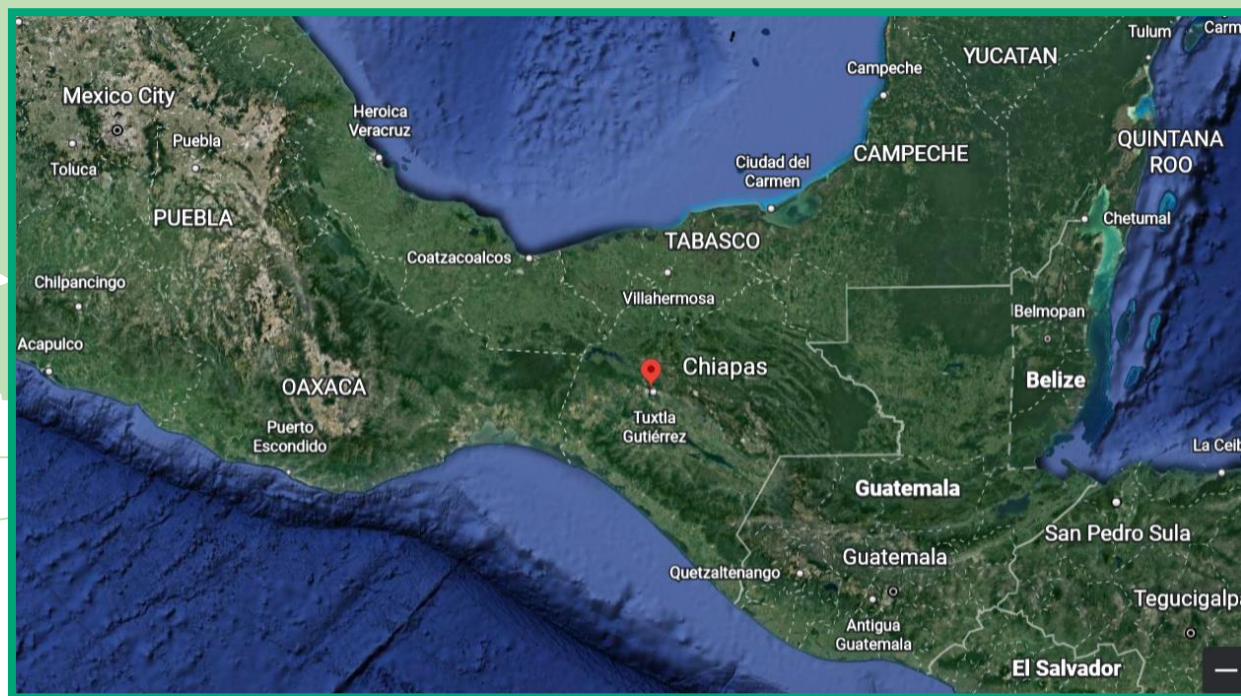 Tulum
Carm
YUCATAN
Campeche
Mexico City
Heroica
Veracruz
Puebla
QUINTANA
ROO
Toluca
CAMPECHE
Ciudad del
Carmen
PUEBLA
Chetumal
TABASCO
Coatzacoalcos
Chilpancingo
Villahermosa
Belmopan
Acapulco
Chiapas
OAXACA
Belize
Tuxtla
Gutiérrez
Puerto
Escondido
La Ceib
Guatemala
San Pedro Sula
Guatemala
Quetzaltenango
Tegucigalpa
Antigua
Guatemala
El Salvador